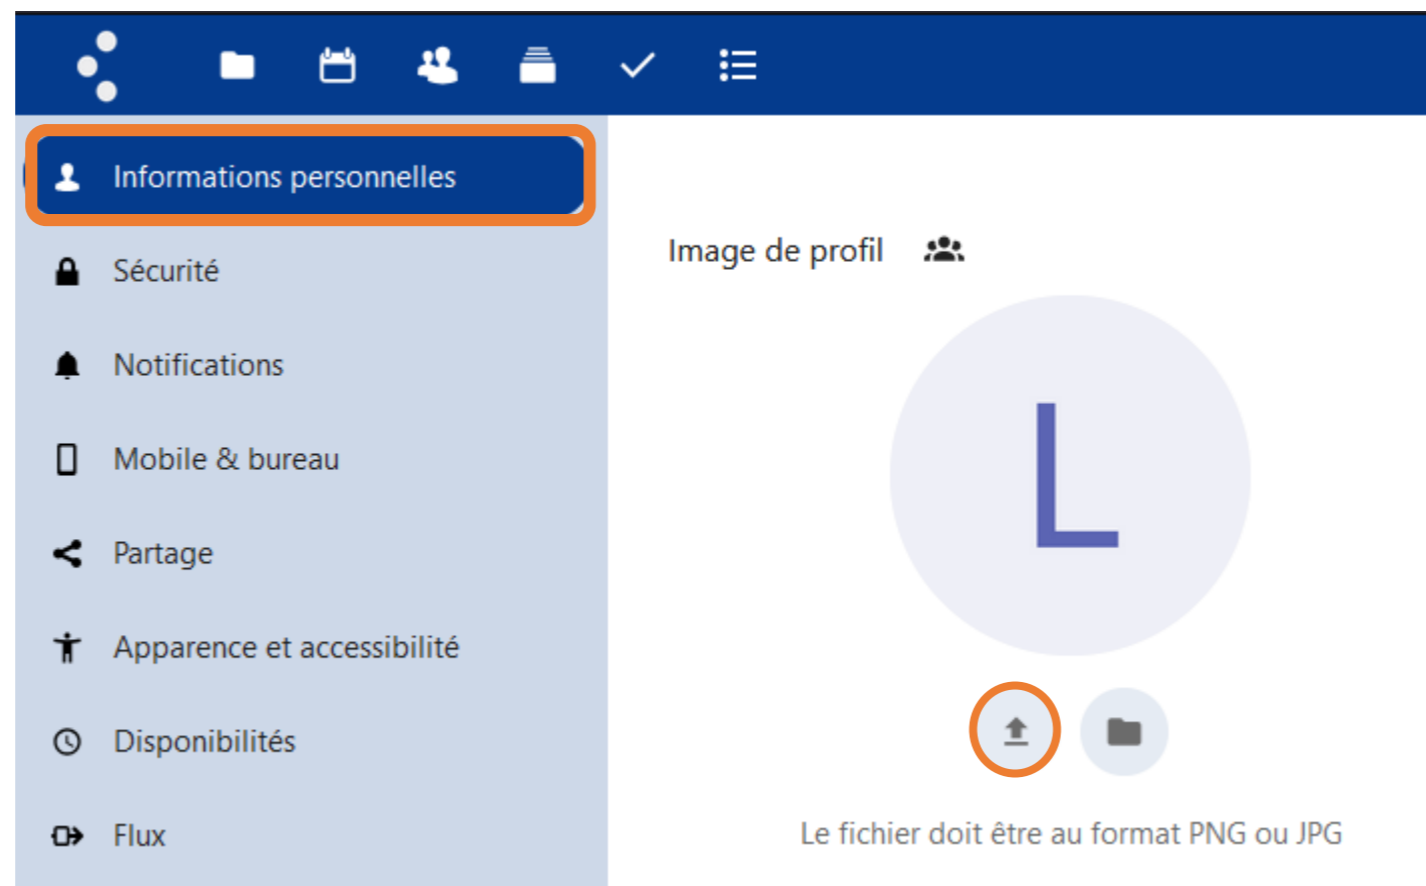 Informations personnelles
Sécurité
Notifications
Mobile & bureau
Partage
Apparence et accessibilité
Disponibilités
Flux
Image de profil
L
Le fichier doit être au format PNG ou JPG